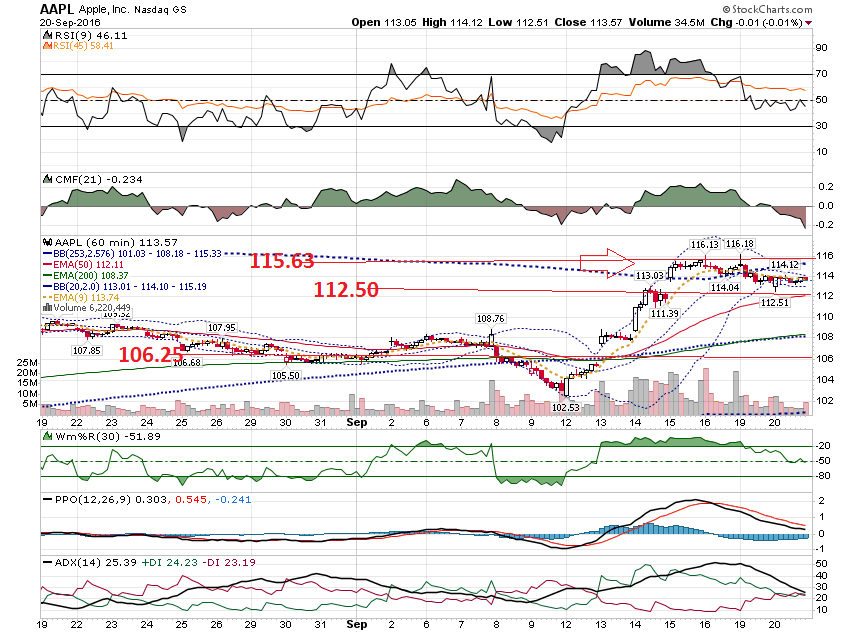 AAPL Apple, Inc. Nasdaq GS © StockCharts.com
20-Sep-2016 Open 113.05 High 114.12 Low 112.51 Close 113.57 Volume 34.5M Chg -0.01 (-0.01%)
RSI(9) 46.11
RSI(45) 58.41
90
70
50
30
10
CMF(21) -0.234
0.2
0.0
-0.2
AAPL (60 min) 113.57
BB(253,2.576) 101.03 - 108.18 - 115.33
EMA(50) 112.11
EMA(200) 108.37
BB(20,2.0) 113.01 - 114.10 - 115.19
EMA(9) 113.74
Volume 6,220,449
115.63
112.50
106.25
116.13 116.18
114.12
113.03
114.04
112.51
111.39
108.76
107.95
107.85
106.68
105.50
102.53
116
114
112
110
108
106
104
102
25M
20M
15M
10M
5M
19 22 23 24 25 26 29 30 31 Sep 2 6 7 8 9 12 13 14 15 16 19 20
Wm%R(30) -51.89
-20
-50
-80
PPO(12,26,9) 0.303, 0.545, -0.241
2
1
0
-1
ADX(14) 25.39 +DI 24.23 -DI 23.19
50
40
30
20
10
19 22 23 24 25 26 29 30 31 Sep 2 6 7 8 9 12 13 14 15 16 19 20